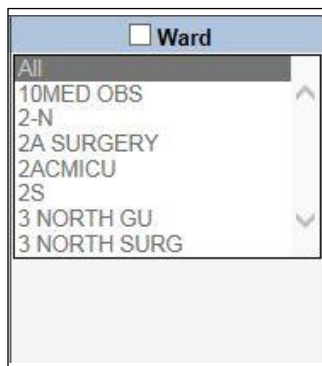 Ward
All
10MED OBS
2-N
2A SURGERY
2ACMICU
2S
3 NORTH GU
3 NORTH SURG